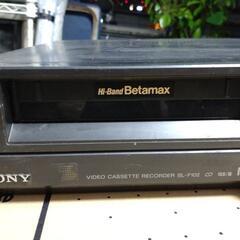 Hi-Band Betamax
SONY
VIDEO CASSETTE RECORDER SL-F102